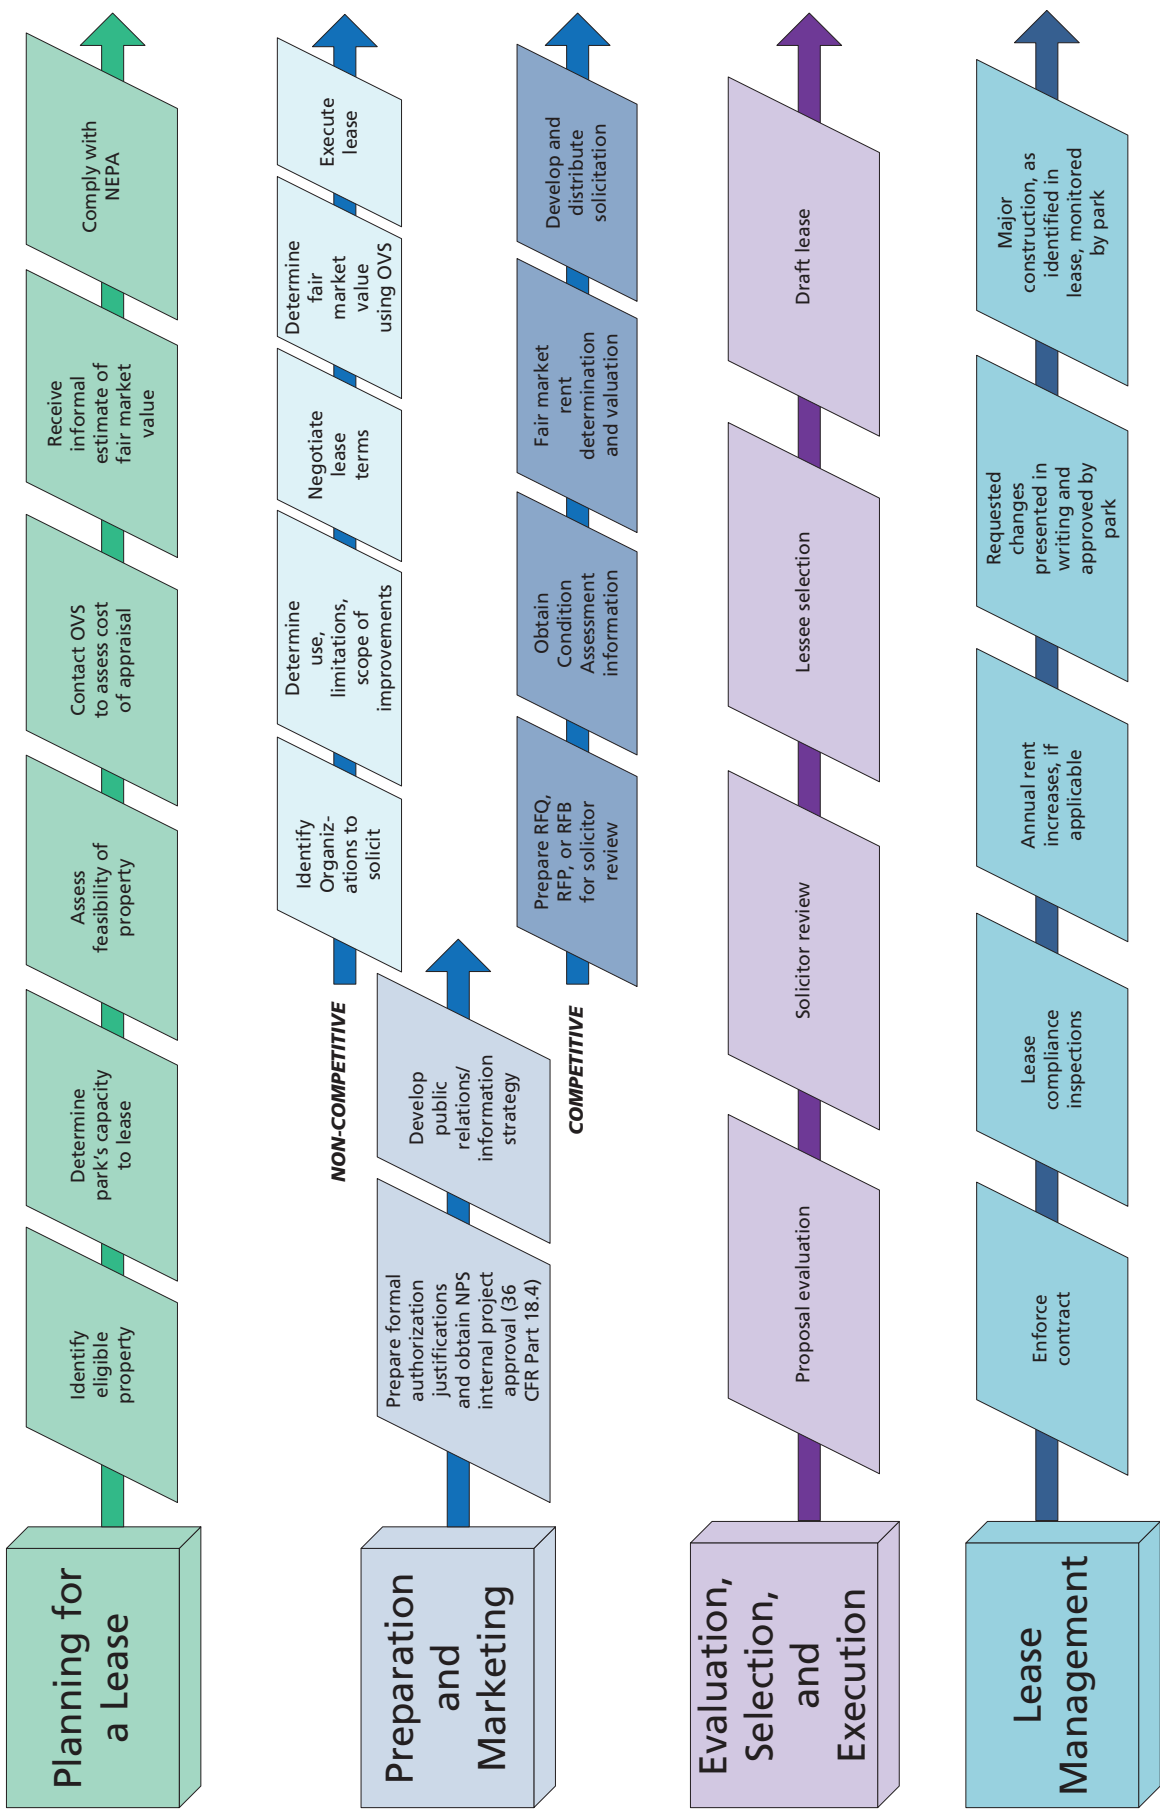 Planning for
a Lease
Identify
eligible
property
Determine
park's capacity
to lease
Assess
feasibility of
property
Contact OVS
to assess cost
of appraisal
Receive
informal
estimate of
fair market
value
Comply with
NEPA
Preparation
and
Marketing
Prepare formal
authorization
justifications
and obtain NPS
internal project
approval (36
CFR Part 18.4)
Develop
public
relations/
information
strategy
NON-COMPETITIVE
Identify
Organiz-
ations to
solicit
Determine
use,
limitations,
scope of
improvements
Negotiate
lease
terms
Determine
fair
market
value
using OVS
Execute
lease
COMPETITIVE
Prepare RFQ,
RFP, or RFB
for solicitor
review
Obtain
Condition
Assessment
information
Fair market
rent
determination
and valuation
Develop and
distribute
solicitation
Evaluation,
Selection,
and
Execution
Proposal evaluation
Solicitor review
Lessee selection
Draft lease
Lease
Management
Enforce
contract
Lease
compliance
inspections
Annual rent
increases, if
applicable
Requested
changes
presented in
writing and
approved by
park
Major
construction, as
identified in
lease, monitored
by park